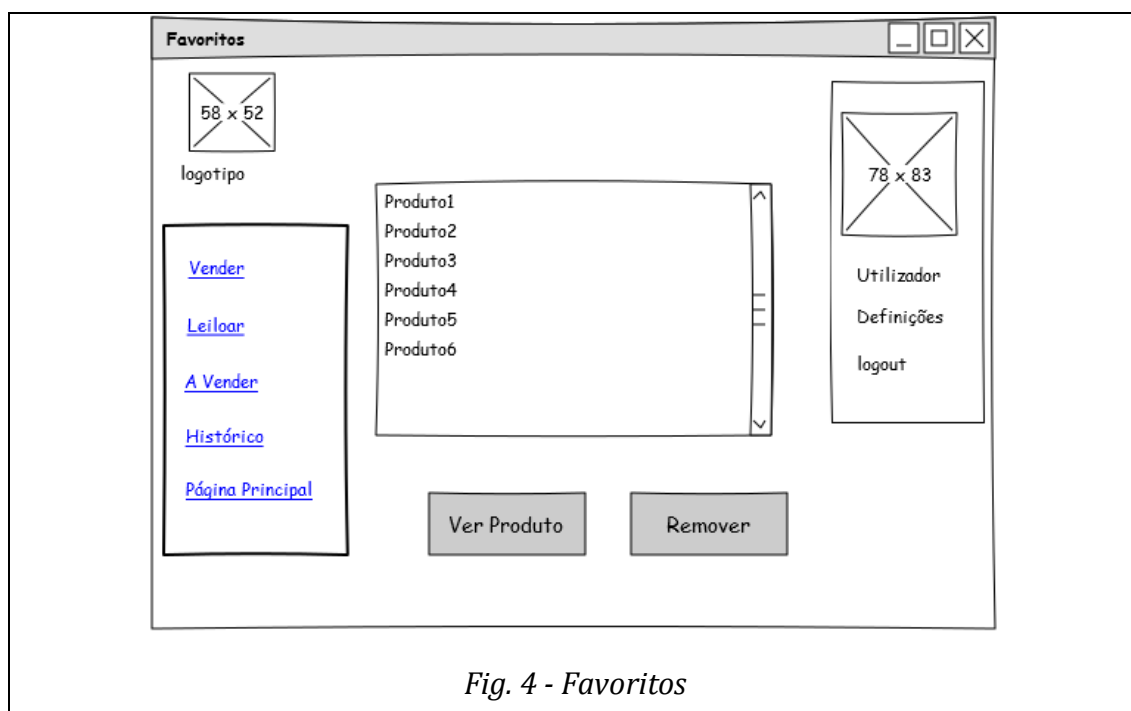 Favoritos
58 x 52
logotipo
Vender
Leiloar
A Vender
Histórico
Página Principal
Produto1
Produto2
Produto3
Produto4
Produto5
Produto6
Ver Produto
Remover
78 x 83
Utilizador
Definições
logout
Fig. 4 - Favoritos